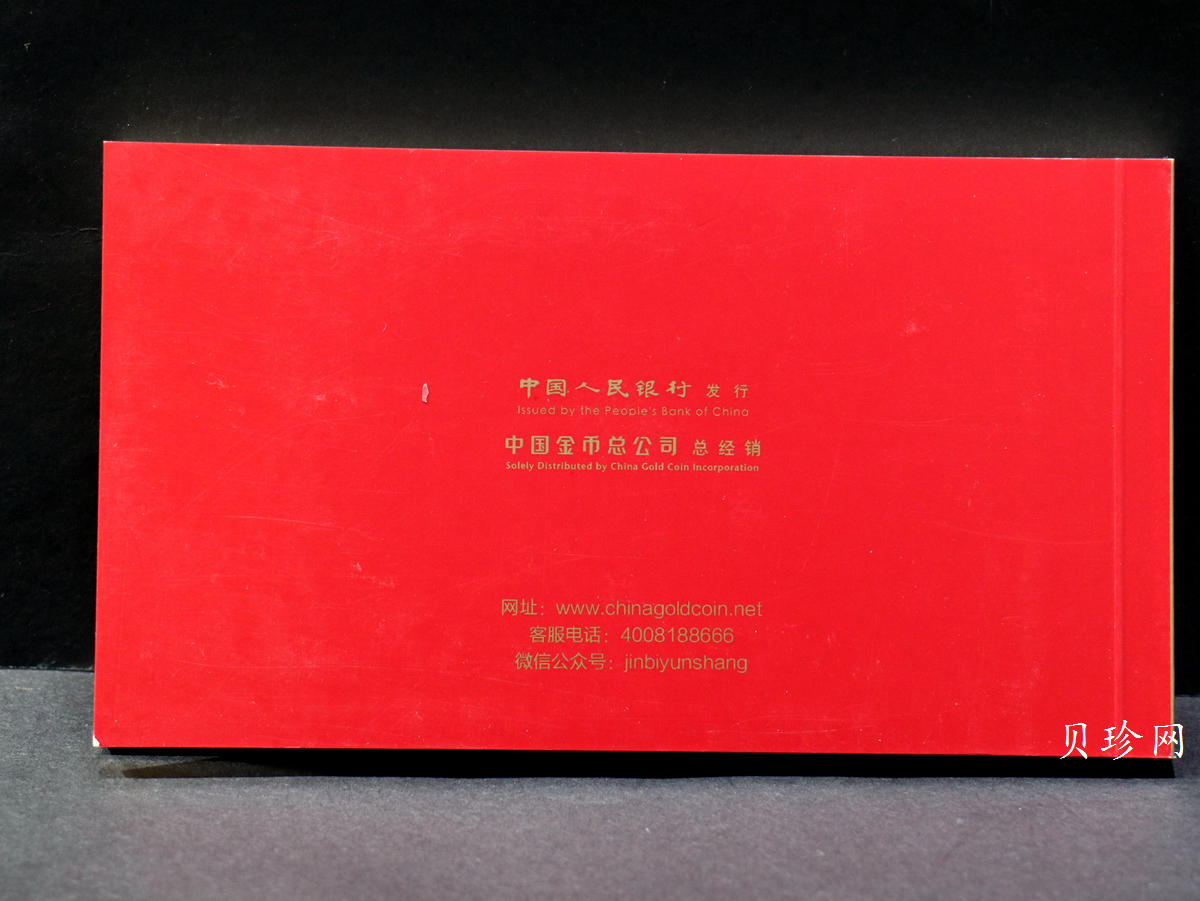 中国人民银行 发行
Issued by the People's Bank of China
中国金币总公司 总经销
Solely Distributed by China Gold Coin Incorporation
网址：www.chinagoldcoin.net
客服电话：4008188666
微信公众号：jinbiyunshang
贝珍网